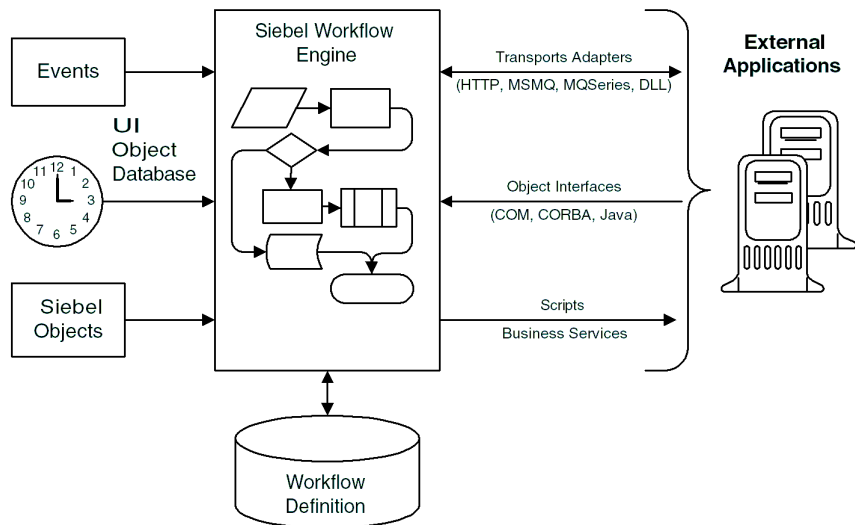 Siebel Workflow
Engine
Events
UI
Object
Database
12
1
2
3
4
5
6
7
8
9
10
11
Siebel
Objects
Transports Adapters
(HTTP, MSMQ, MQSeries, DLL)
Object Interfaces
(COM, CORBA, Java)
Scripts
Business Services
External
Applications
Workflow
Definition